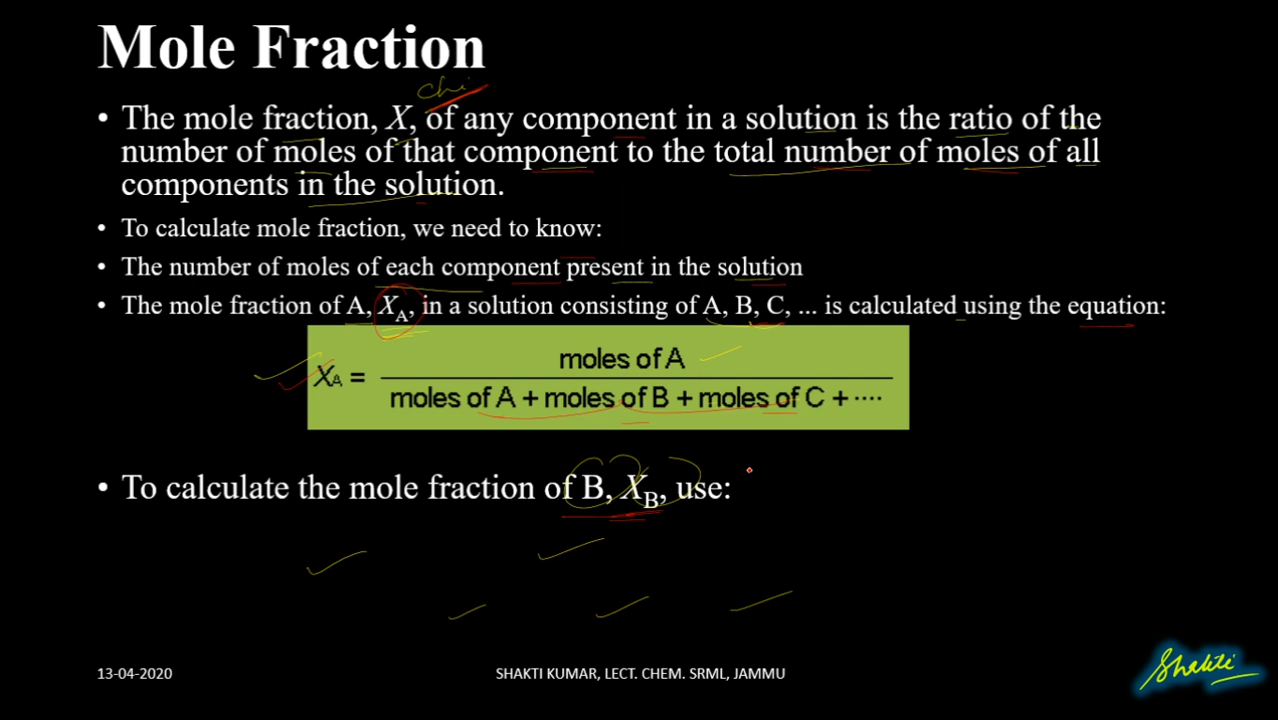 Mole Fraction
chi
• The mole fraction, X, of any component in a solution is the ratio of the
number of moles of that component to the total number of moles of all
components in the solution.
• To calculate mole fraction, we need to know:
• The number of moles of each component present in the solution
• The mole fraction of A, XA, in a solution consisting of A, B, C, ... is calculated using the equation:
XA = moles of A
moles of A + moles of B + moles of C + ....
• To calculate the mole fraction of B, XB, use:
13-04-2020
SHAKTI KUMAR, LECT. CHEM. SRML, JAMMU
Shakti